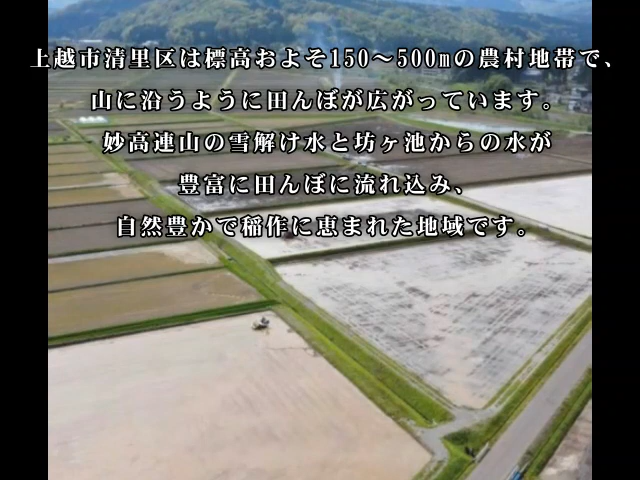 上越市清里区は標高およそ150〜500mの農村地帯で、
山に沿うように田んぼが広がっています。
妙高連山の雪解け水と坊ヶ池からの水が
豊富に田んぼに流れ込み、
自然豊かで稲作に恵まれた地域です。